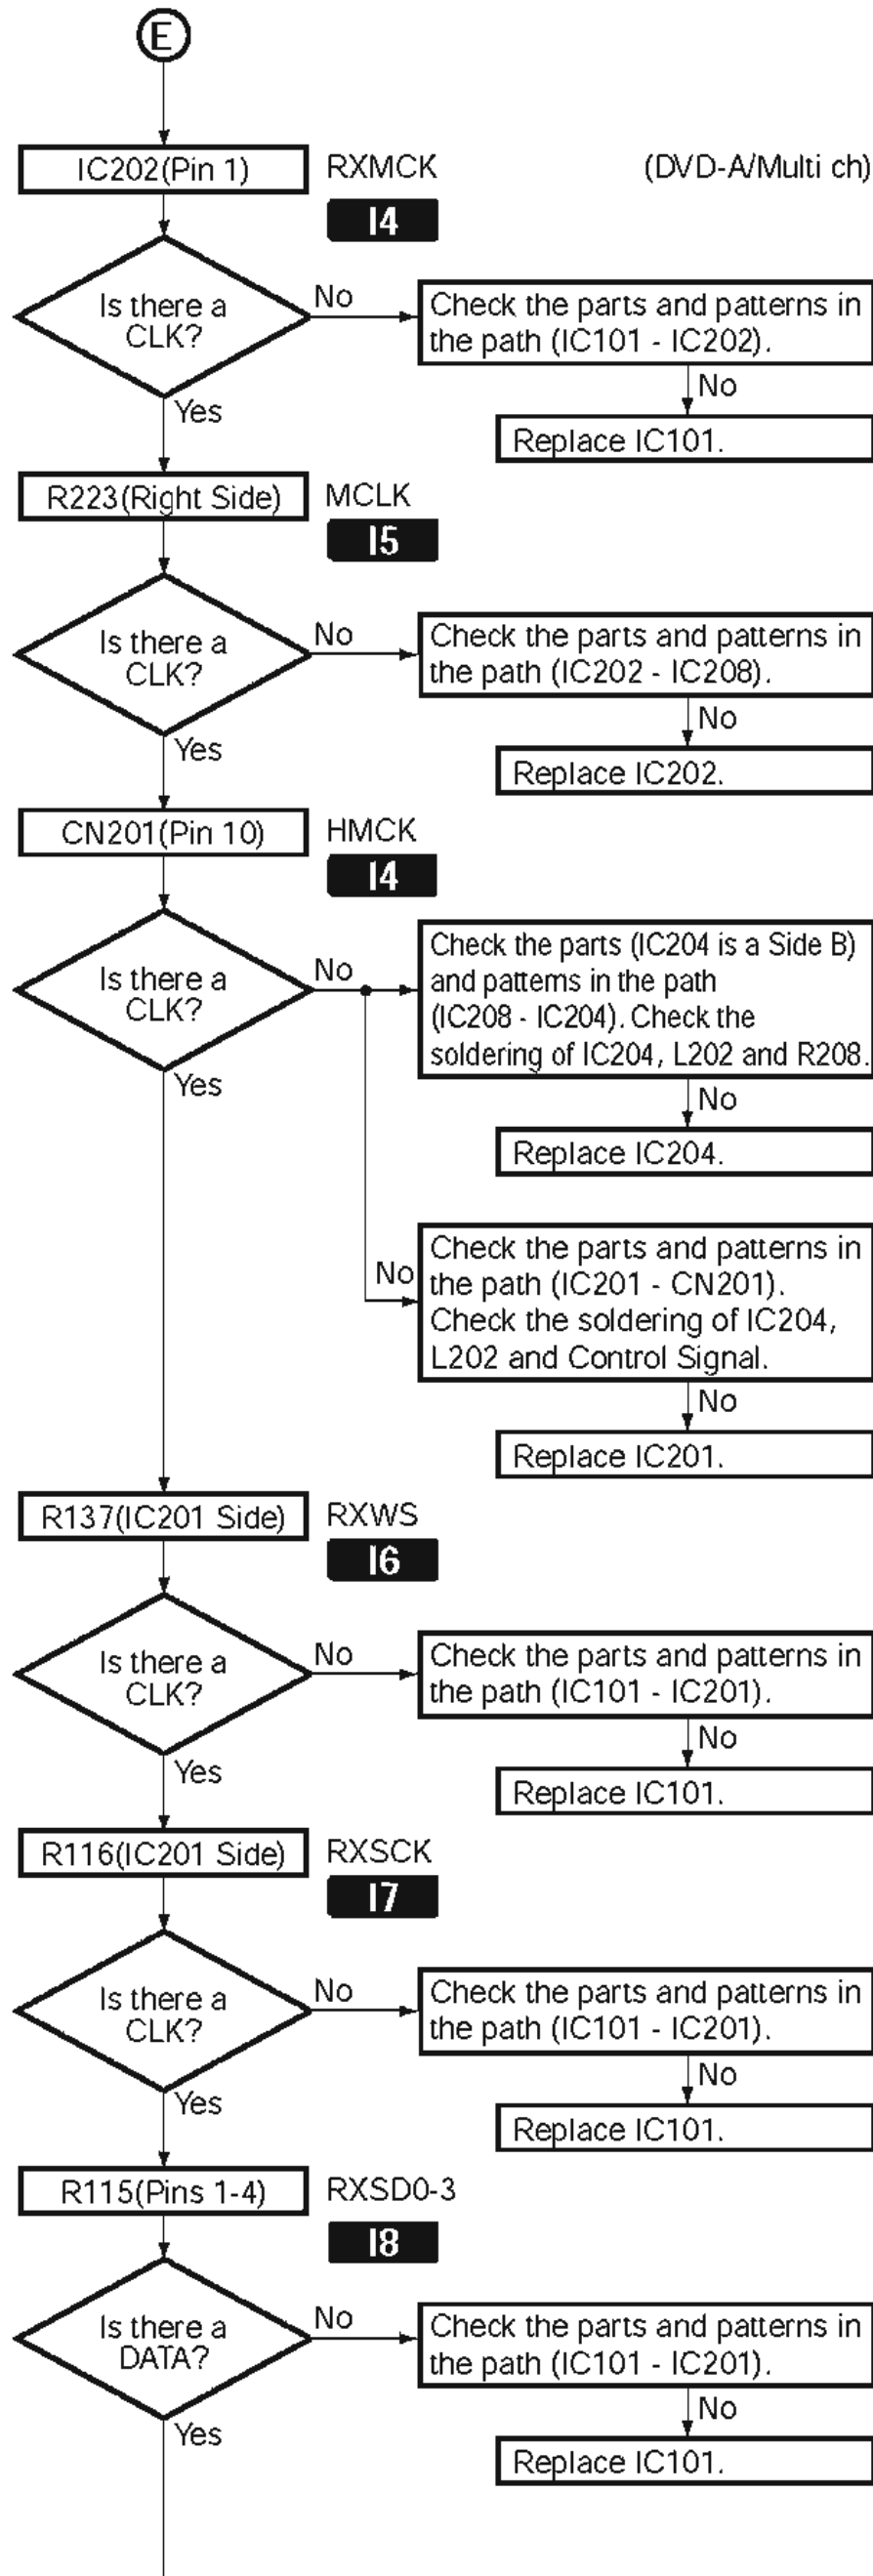 E
IC202(Pin 1)
RXMCK
(DVD-A/Multi ch)
I4
Is there a
CLK?
No
Check the parts and patterns in
the path (IC101 - IC202).
No
Replace IC101.
Yes
R223(Right Side)
MCLK
I5
Is there a
CLK?
No
Check the parts and patterns in
the path (IC202 - IC208).
No
Replace IC202.
Yes
CN201(Pin 10)
HMCK
I4
Is there a
CLK?
No
Check the parts (IC204 is a Side B)
and patterns in the path
(IC208 - IC204). Check the
soldering of IC204, L202 and R208.
No
Replace IC204.
Yes
No
Check the parts and patterns in
the path (IC201 - CN201).
Check the soldering of IC204,
L202 and Control Signal.
No
Replace IC201.
R137(IC201 Side)
RXWS
I6
Is there a
CLK?
No
Check the parts and patterns in
the path (IC101 - IC201).
No
Replace IC101.
Yes
R116(IC201 Side)
RXSCK
I7
Is there a
CLK?
No
Check the parts and patterns in
the path (IC101 - IC201).
No
Replace IC101.
Yes
R115(Pins 1-4)
RXSD0-3
I8
Is there a
DATA?
No
Check the parts and patterns in
the path (IC101 - IC201).
No
Replace IC101.
Yes